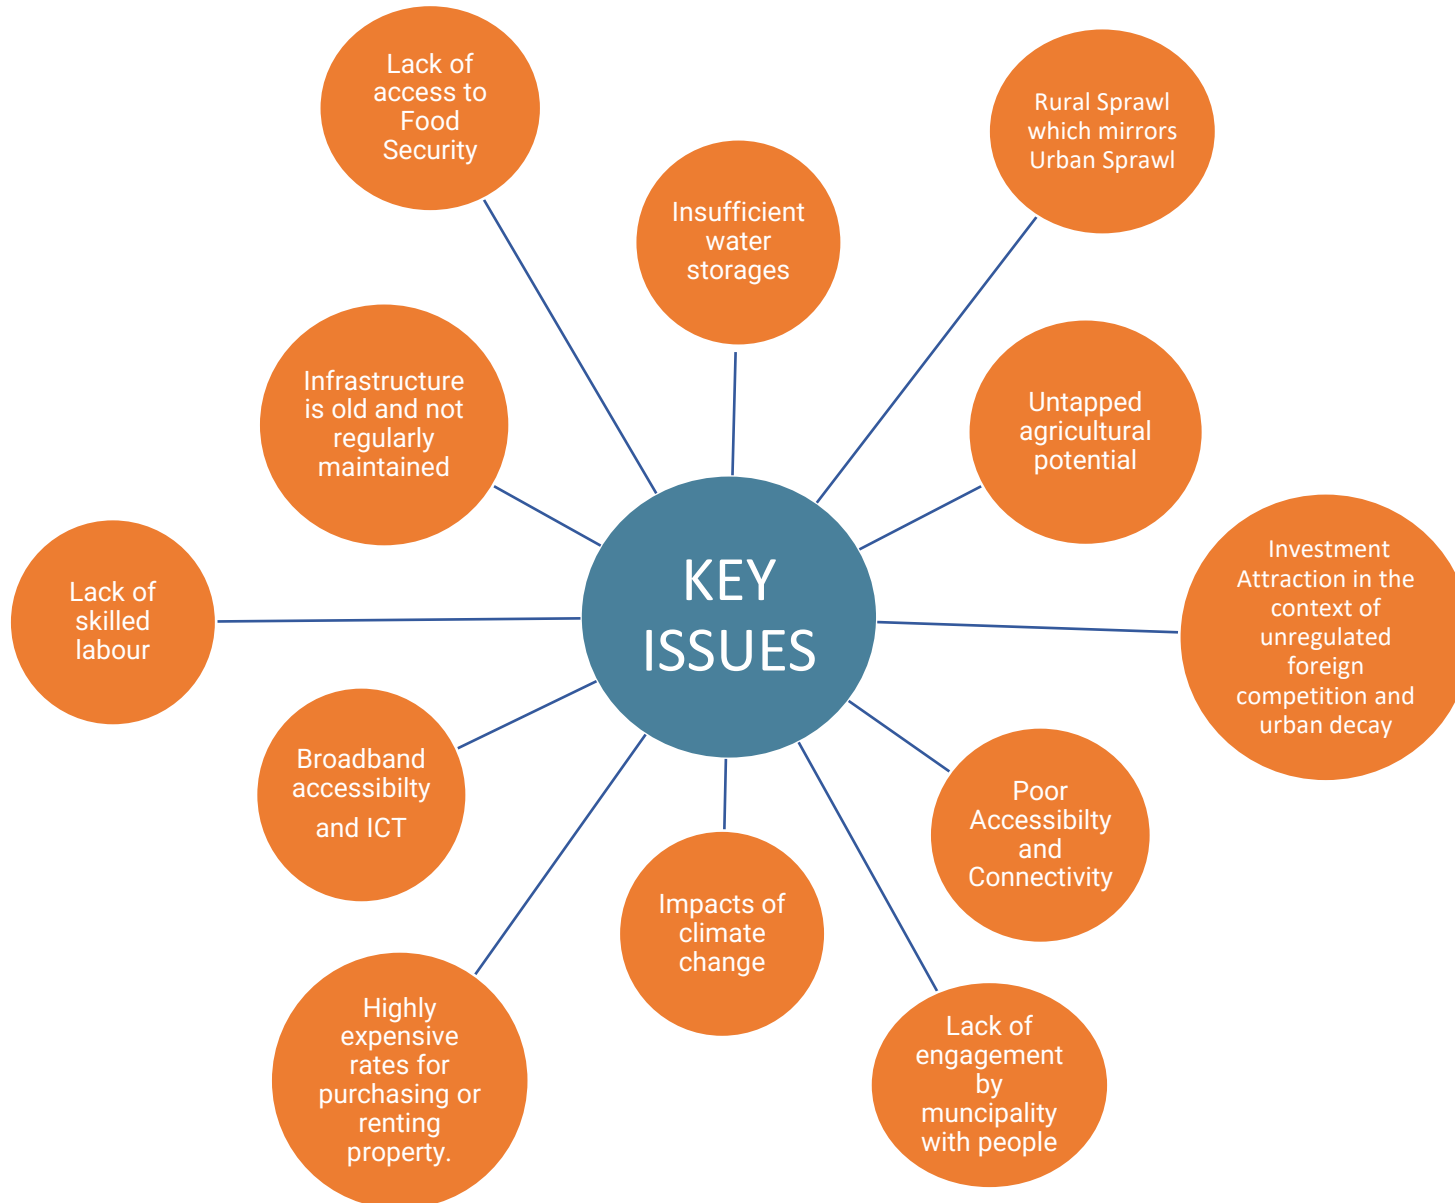 Lack of
access to
Food
Security
Rural Sprawl
which mirrors
Urban Sprawl
Insufficient
water
storages
Infrastructure
is old and not
regularly
maintained
Untapped
agricultural
potential
Investment
Attraction in the
context of
unregulated
foreign
competition and
urban decay
KEY
ISSUES
Lack of
skilled
labour
Broadband
accessibilty
and ICT
Poor
Accessibilty
and
Connectivity
Impacts of
climate
change
Highly
expensive
rates for
purchasing or
renting
property.
Lack of
engagement
by
muncipality
with people